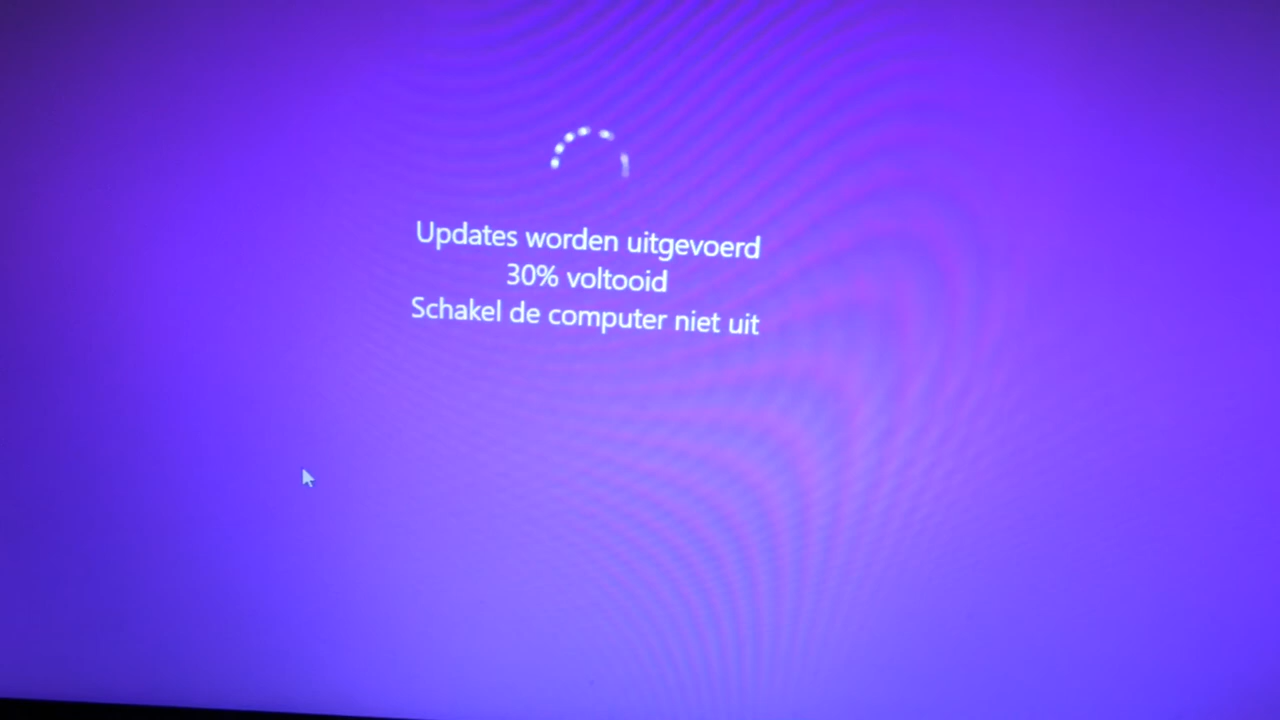 Updates worden uitgevoerd
30% voltooid
Schakel de computer niet uit